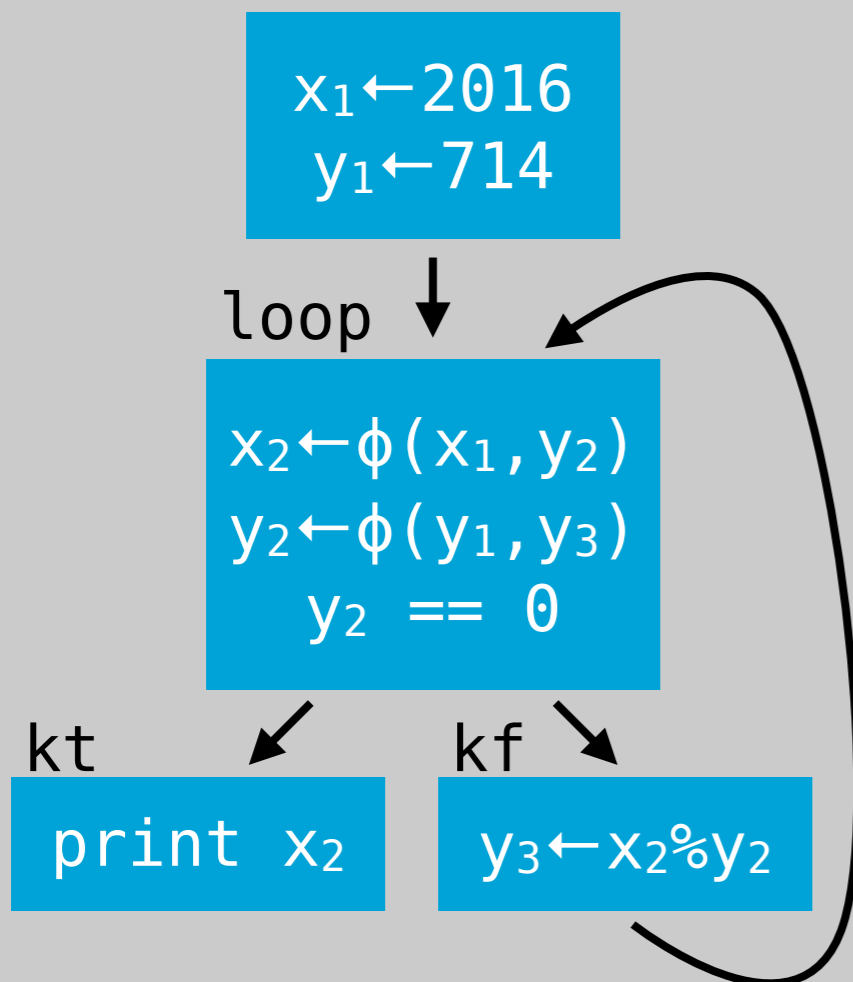 x₁←2016
y₁←714
loop
x₂←ϕ(x₁,y₂)
y₂←ϕ(y₁,y₃)
y₂ == 0
kt
kf
print x₂
y₃←x₂%y₂